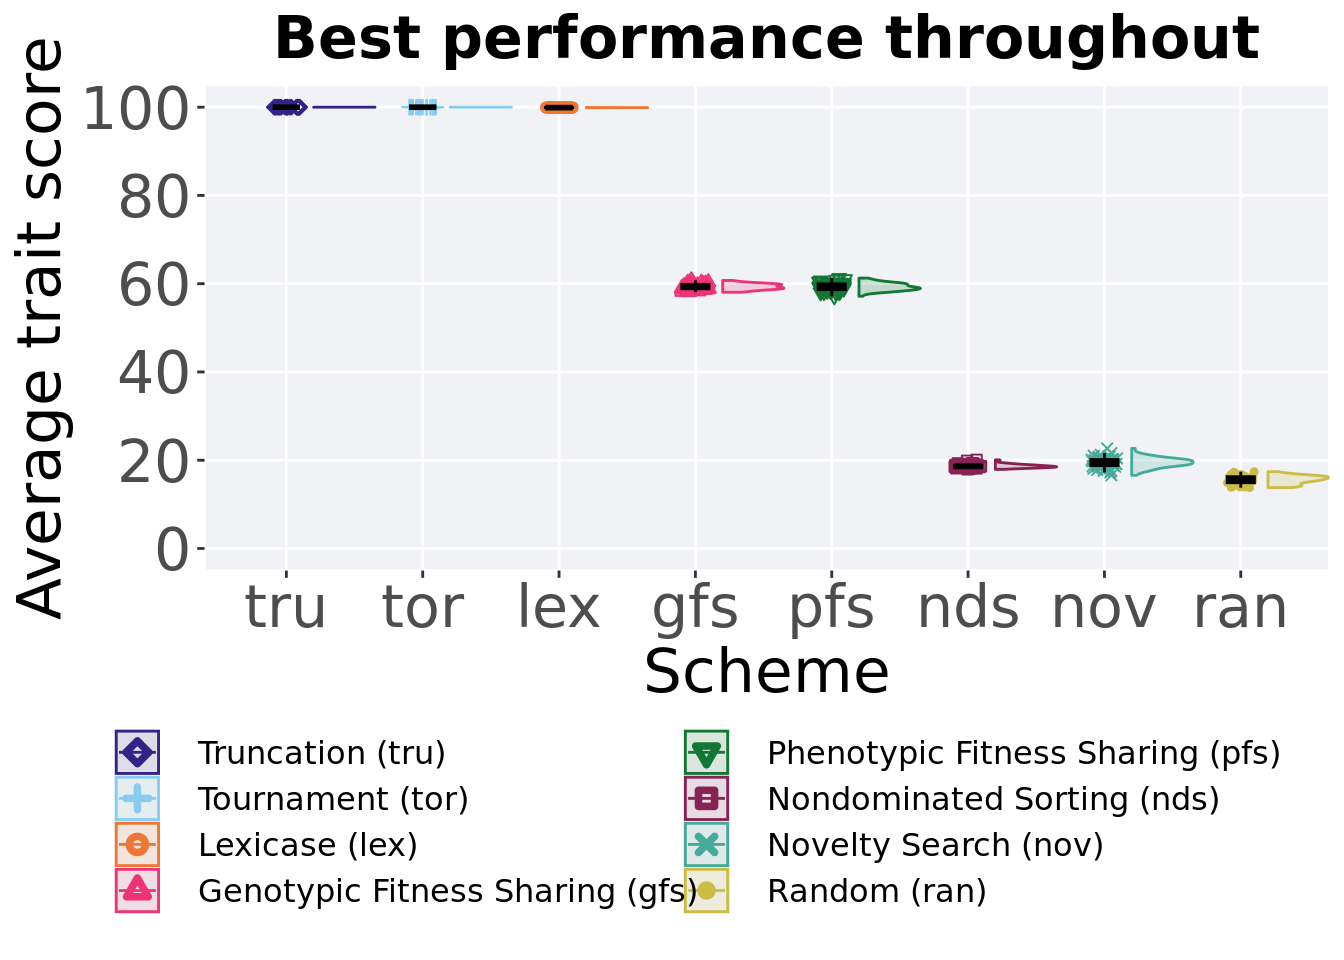 Best performance throughout
Average trait score
100
80
60
40
20
0
tru tor lex gfs pfs nds nov ran
Scheme
Truncation (tru)
Tournament (tor)
Lexicase (lex)
Genotypic Fitness Sharing (gfs)
Phenotypic Fitness Sharing (pfs)
Nondominated Sorting (nds)
Novelty Search (nov)
Random (ran)